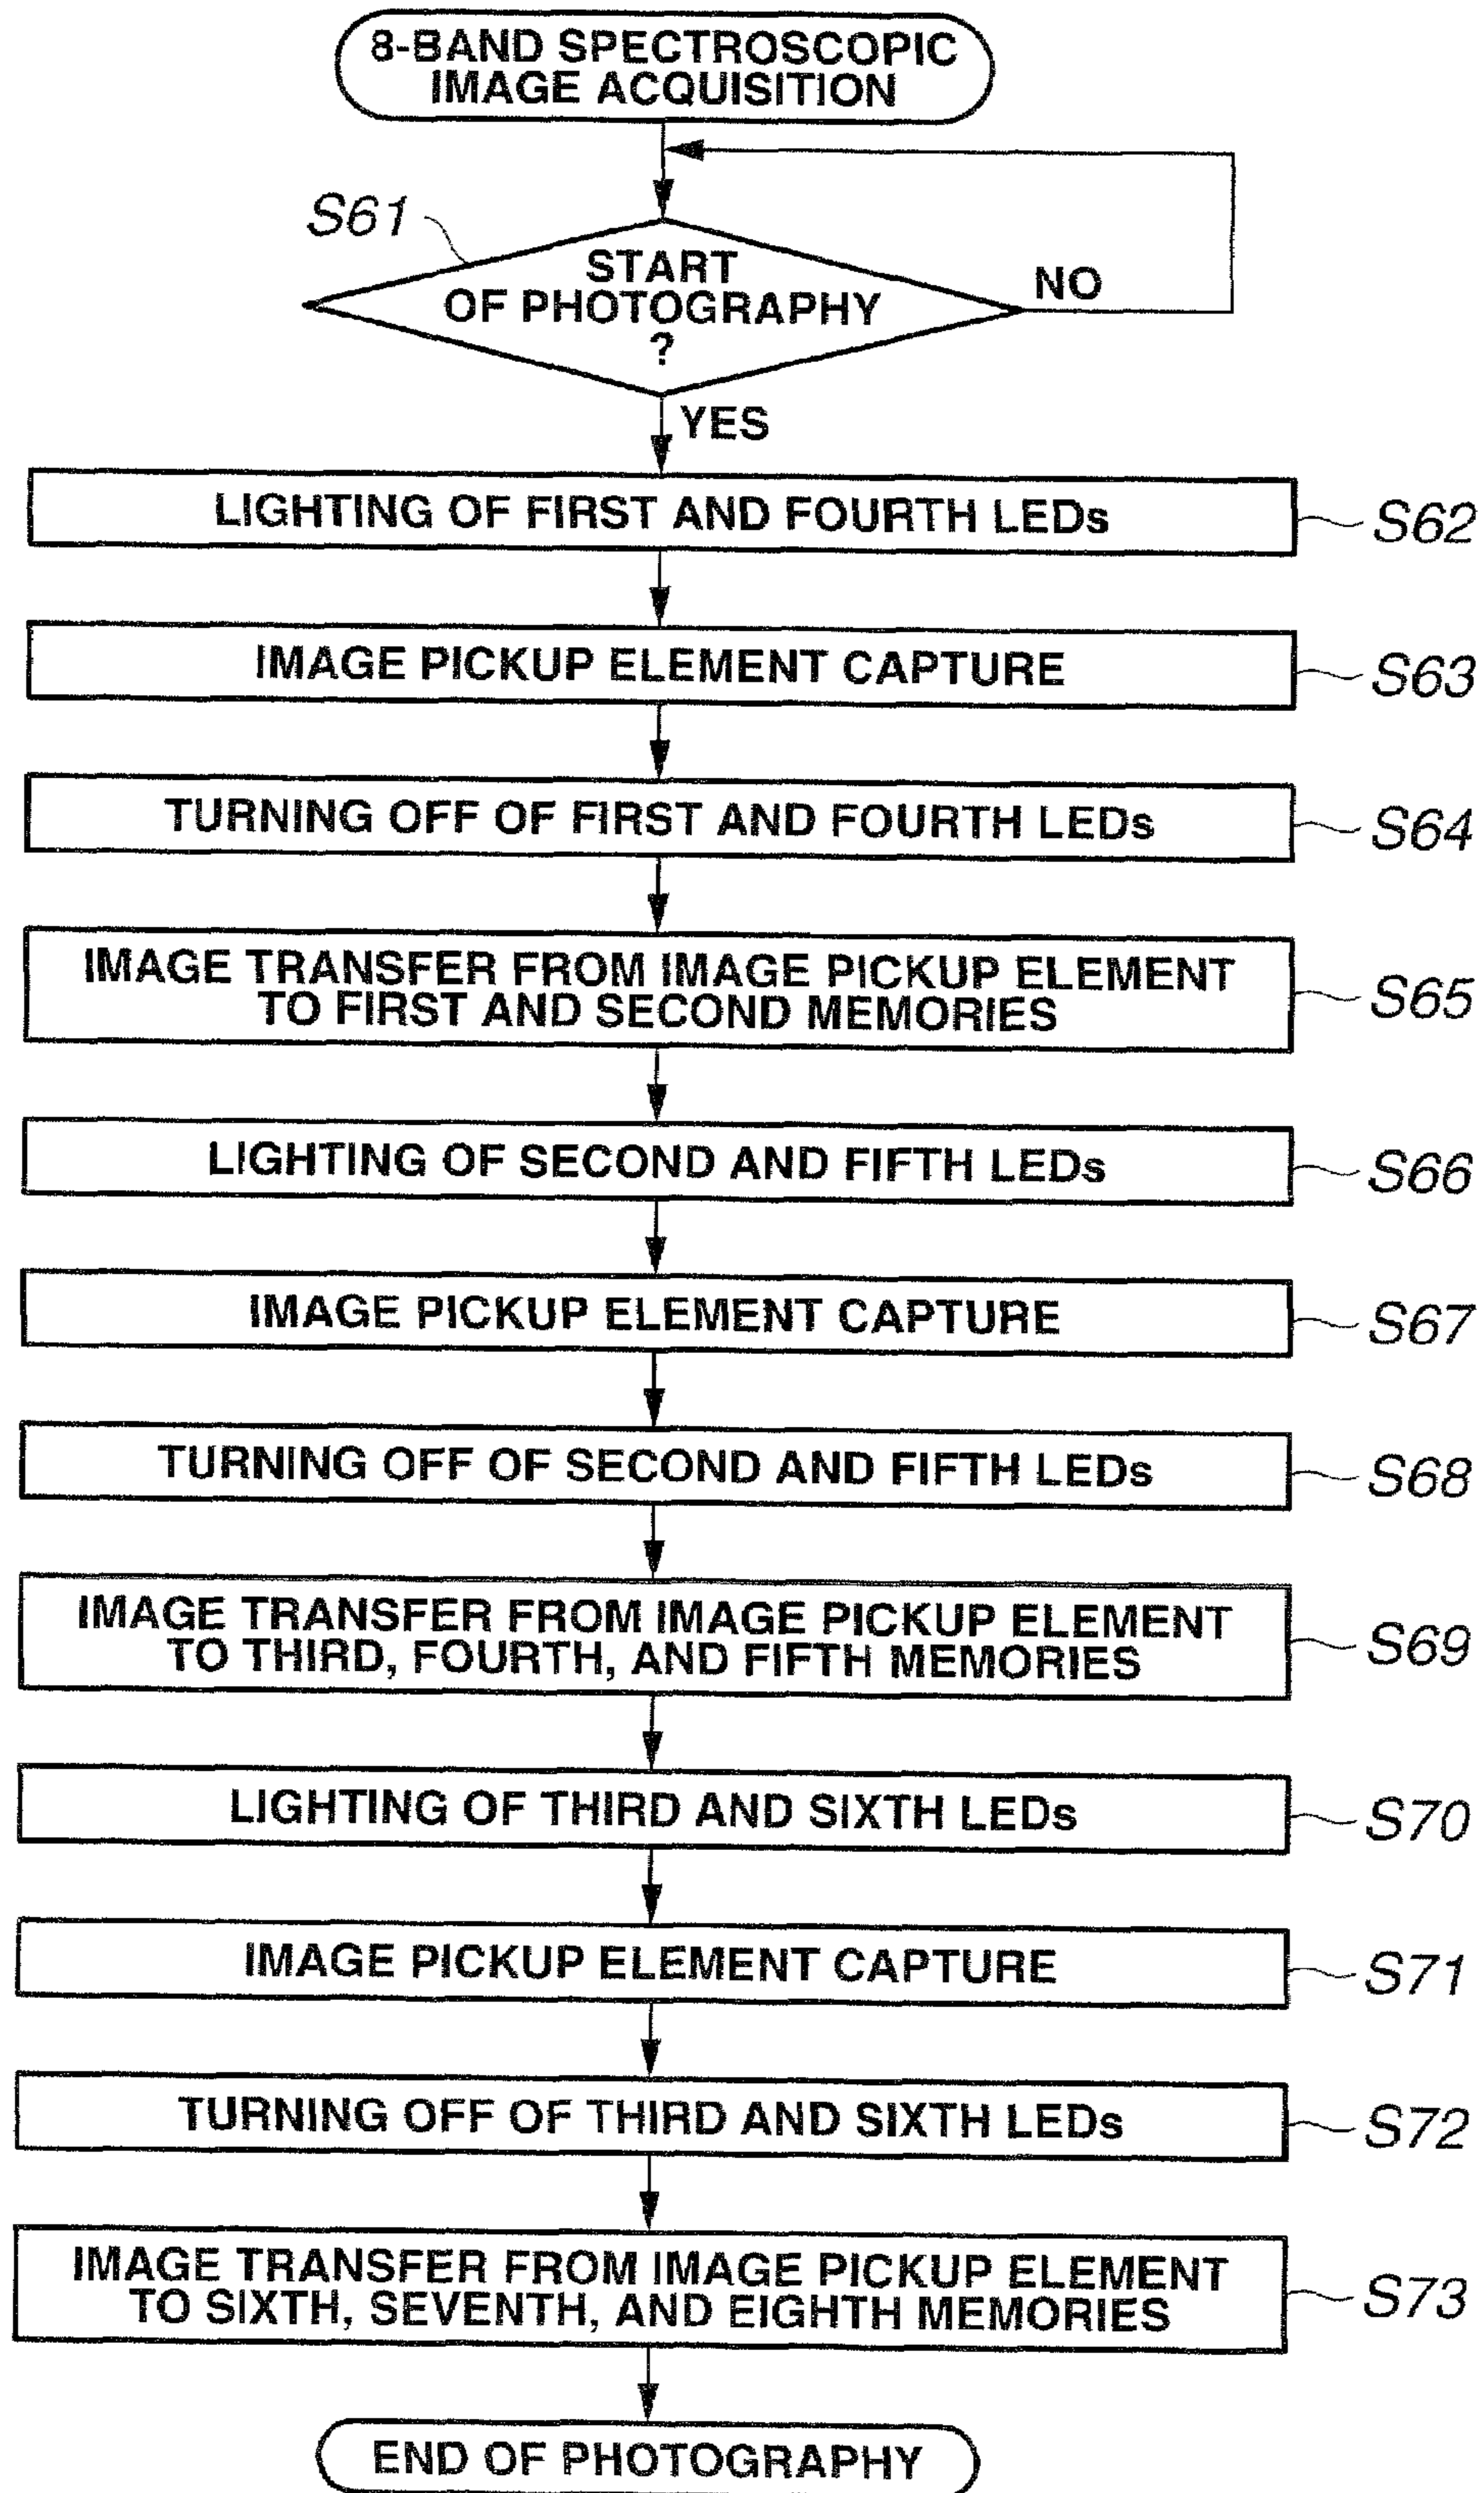 8-BAND SPECTROSCOPIC
IMAGE ACQUISITION
S61
START
OF PHOTOGRAPHY
?
NO
YES
LIGHTING OF FIRST AND FOURTH LEDs
S62
IMAGE PICKUP ELEMENT CAPTURE
S63
TURNING OFF OF FIRST AND FOURTH LEDs
S64
IMAGE TRANSFER FROM IMAGE PICKUP ELEMENT
TO FIRST AND SECOND MEMORIES
S65
LIGHTING OF SECOND AND FIFTH LEDs
S66
IMAGE PICKUP ELEMENT CAPTURE
S67
TURNING OFF OF SECOND AND FIFTH LEDs
S68
IMAGE TRANSFER FROM IMAGE PICKUP ELEMENT
TO THIRD, FOURTH, AND FIFTH MEMORIES
S69
LIGHTING OF THIRD AND SIXTH LEDs
S70
IMAGE PICKUP ELEMENT CAPTURE
S71
TURNING OFF OF THIRD AND SIXTH LEDs
S72
IMAGE TRANSFER FROM IMAGE PICKUP ELEMENT
TO SIXTH, SEVENTH, AND EIGHTH MEMORIES
S73
END OF PHOTOGRAPHY